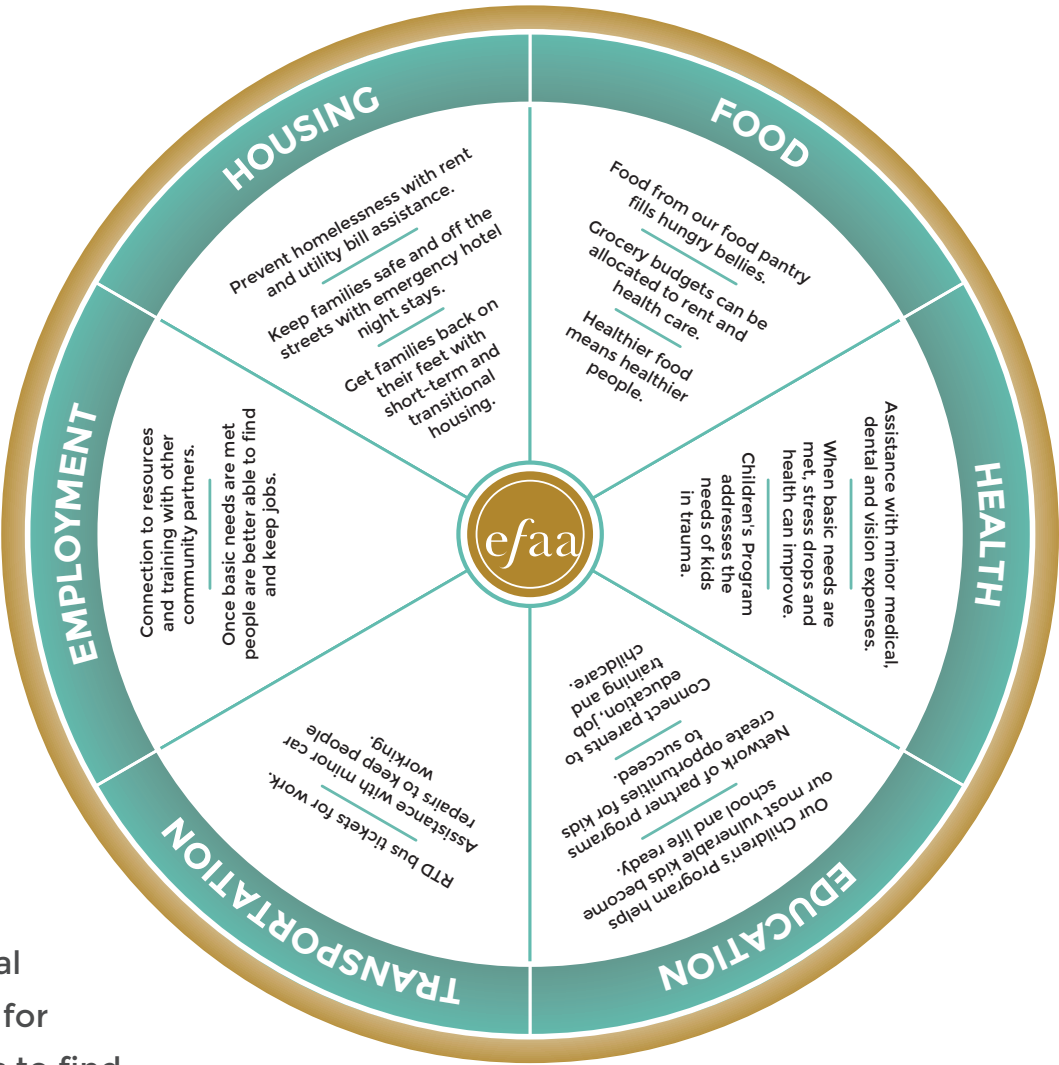 HOUSING
Prevent homelessness with rent
and utility bill assistance.
Keep families safe and off the
streets with emergency hotel
night stays.
Get families back on
their feet with
short-term and
transitional
housing.
FOOD
Food from our food pantry
fills hungry bellies.
Grocery budgets can be
allocated to rent and
health care.
Healthier food
means healthier
people.
HEALTH
Assistance with minor medical,
dental and vision expenses.
When basic needs are
met, stress drops and
health can improve.
Children's Program
addresses the
needs of kids
in trauma.
EDUCATION
Our Children's Program helps
our most vulnerable kids become
school and life ready.
Network of partner programs
create opportunities for kids
to succeed.
Connect parents to
education, job
training and
childcare.
TRANSPORTATION
RTD bus tickets for work.
Assistance with minor car
repairs to keep people
working.
EMPLOYMENT
Connection to resources
and training with other
community partners.
Once basic needs are met
people are better able to find
and keep jobs.
efaa
al
for
to find